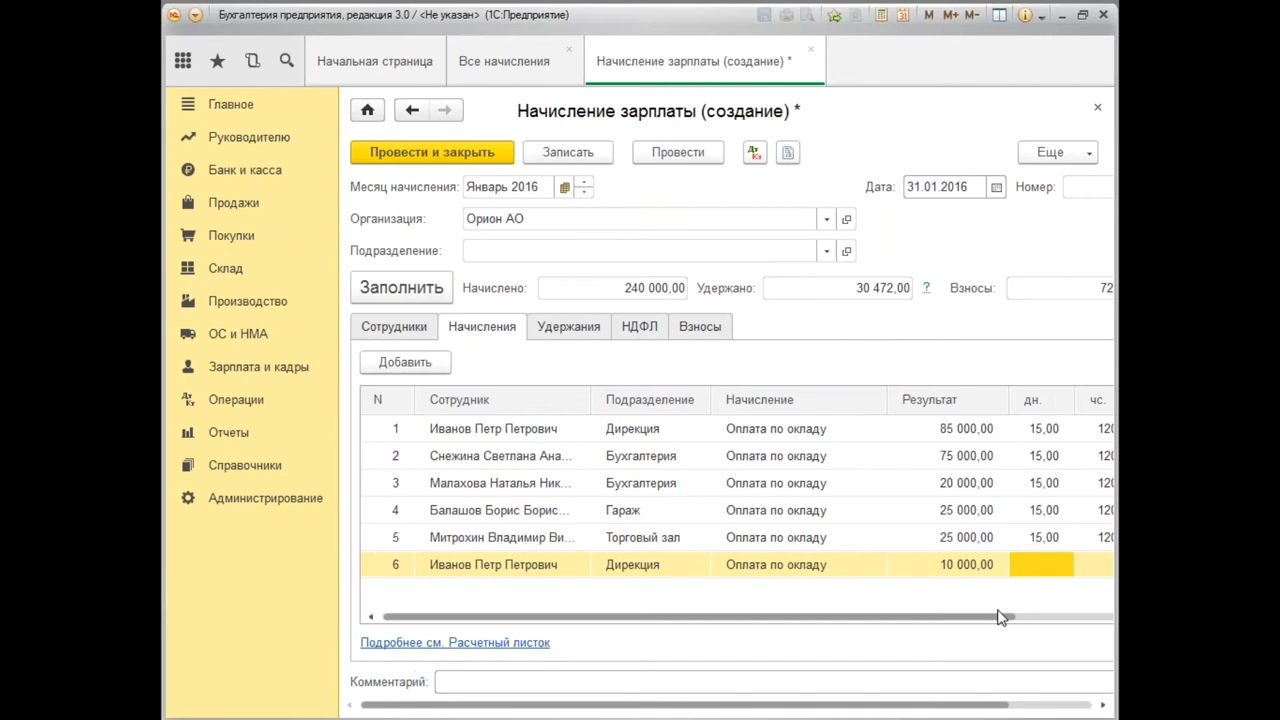 Бухгалтерия предприятия, редакция 3.0 / <Не указан> (1С:Предприятие)
M M+ M-
Начальная страница
Все начисления
Начисление зарплаты (создание) *
Главное
Руководителю
Банк и касса
Продажи
Покупки
Склад
Производство
ОС и НМА
Зарплата и кадры
Операции
Отчеты
Справочники
Администрирование
Начисление зарплаты (создание) *
Провести и закрыть Записать Провести Еще
Месяц начисления: Январь 2016 Дата: 31.01.2016 Номер:
Организация: Орион АО
Подразделение:
Заполнить Начислено: 240 000,00 Удержано: 30 472,00 ? Взносы: 72
Сотрудники Начисления Удержания НДФЛ Взносы
Добавить
N Сотрудник Подразделение Начисление Результат дн. чс.
1 Иванов Петр Петрович Дирекция Оплата по окладу 85 000,00 15,00 120
2 Снежина Светлана Ана... Бухгалтерия Оплата по окладу 75 000,00 15,00 120
3 Малахова Наталья Ник... Бухгалтерия Оплата по окладу 20 000,00 15,00 120
4 Балашов Борис Борис... Гараж Оплата по окладу 25 000,00 15,00 120
5 Митрохин Владимир Ви... Торговый зал Оплата по окладу 25 000,00 15,00 120
6 Иванов Петр Петрович Дирекция Оплата по окладу 10 000,00
Подробнее см. Расчетный листок
Комментарий: